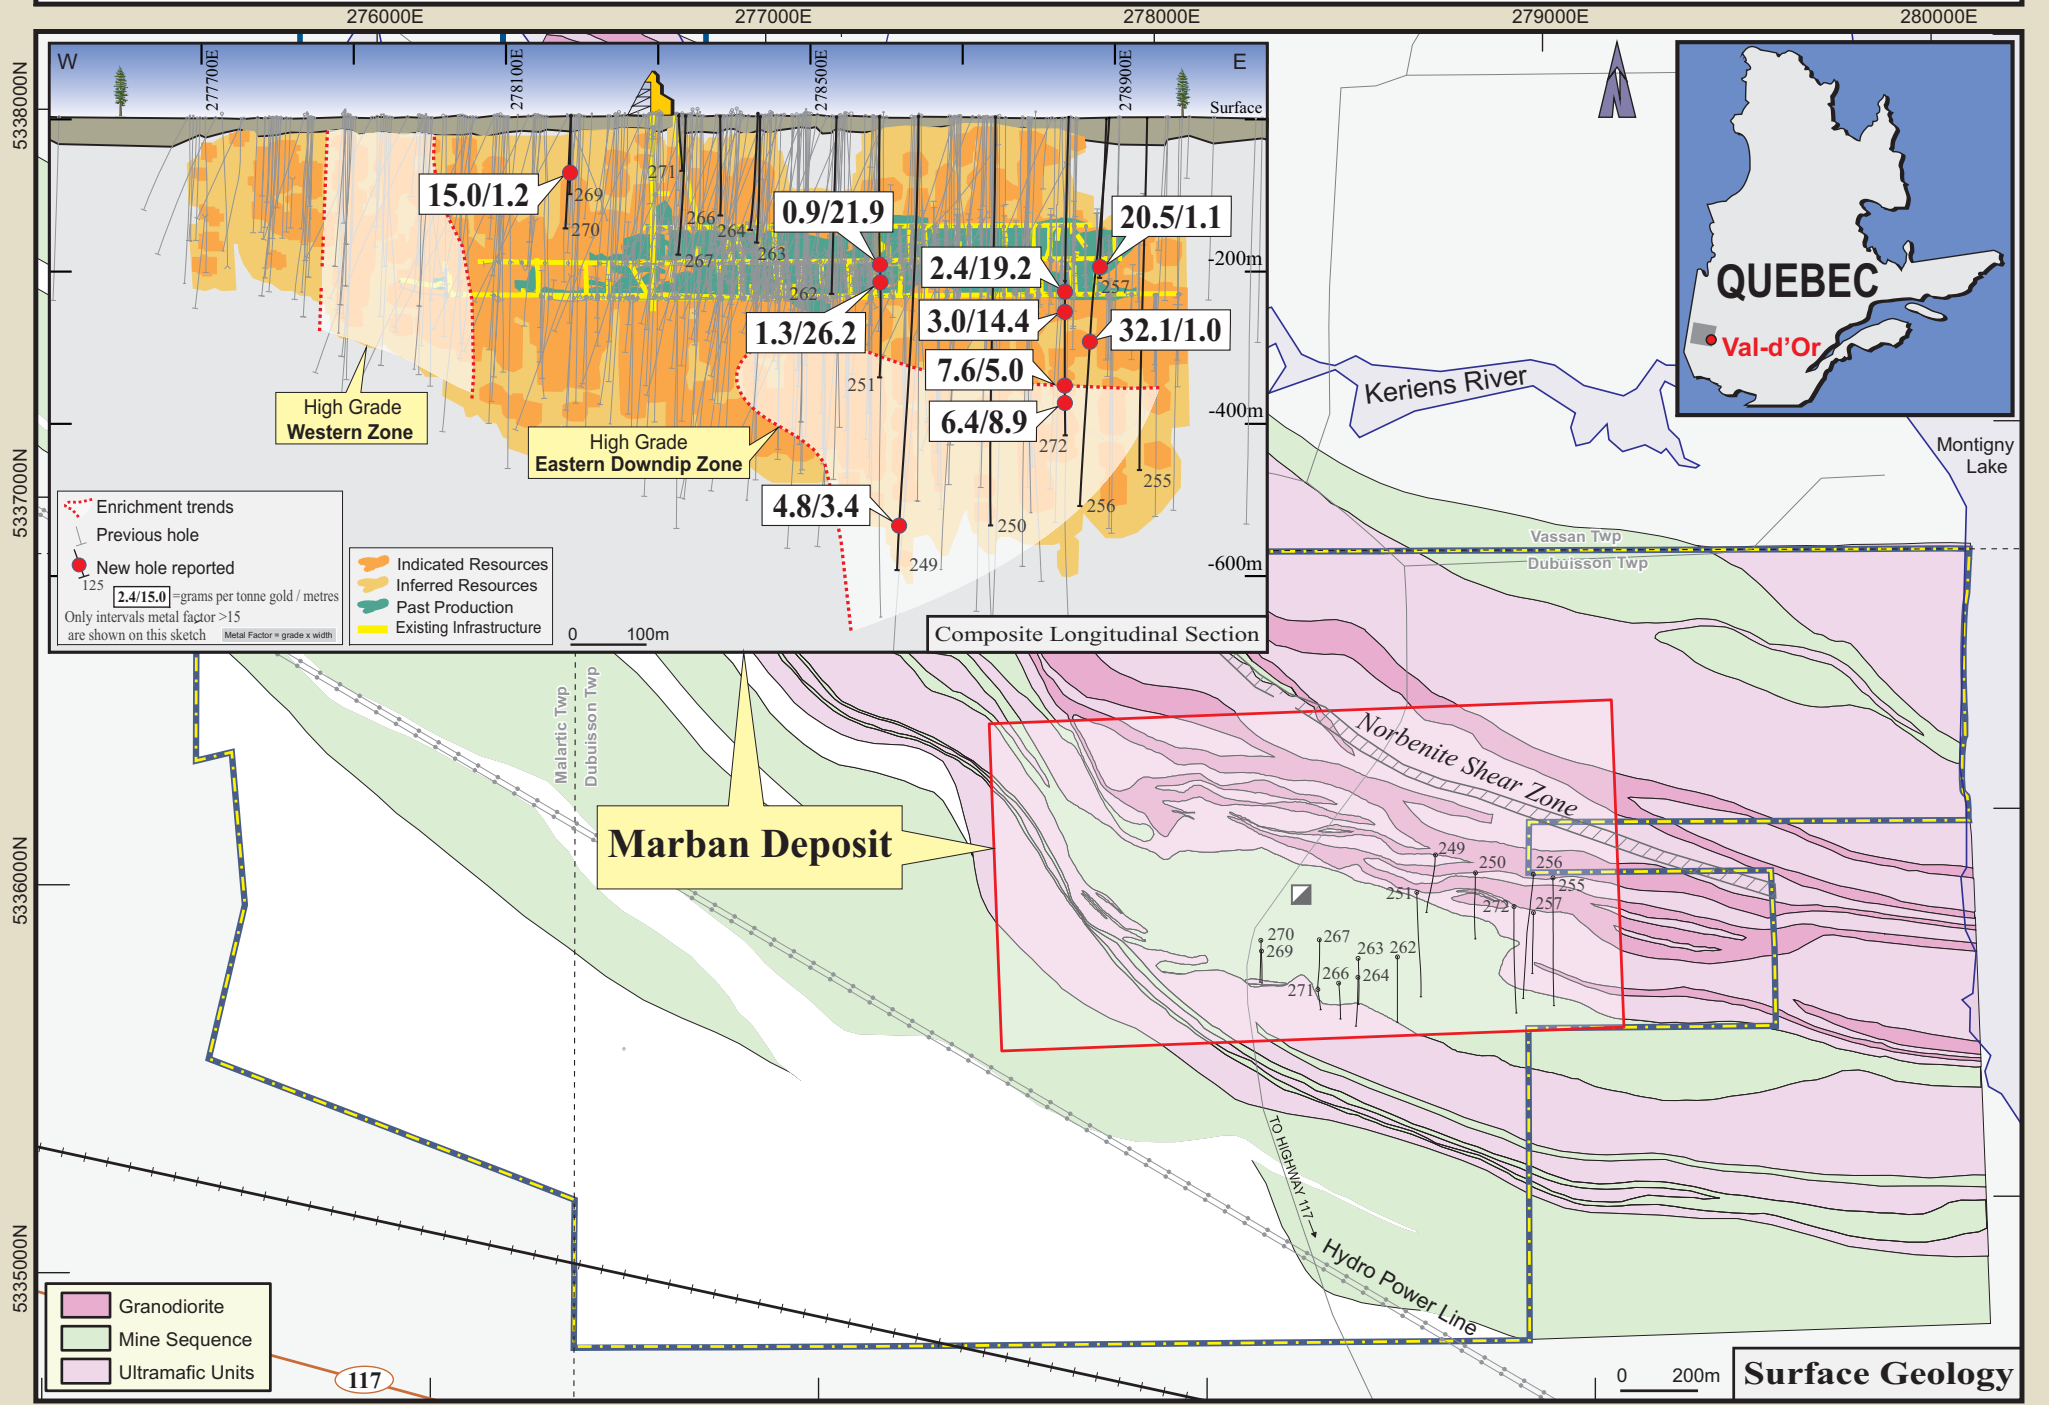 276000E
277000E
278000E
279000E
280000E
5338000N
5337000N
5336000N
5335000N
W
277700E
278100E
278500E
278900E
E
Surface
-200m
-400m
-600m
15.0/1.2
0.9/21.9
20.5/1.1
2.4/19.2
1.3/26.2
3.0/14.4
32.1/1.0
7.6/5.0
6.4/8.9
4.8/3.4
271
269
270
266
264
263
267
262
257
251
272
255
256
250
249
High Grade
Western Zone
High Grade
Eastern Downdip Zone
Enrichment trends
Previous hole
New hole reported
125
2.4/15.0 =grams per tonne gold / metres
Only intervals metal factor >15
are shown on this sketch
Metal Factor = grade x width
Indicated Resources
Inferred Resources
Past Production
Existing Infrastructure
0 100m
Composite Longitudinal Section
QUEBEC
Val-d'Or
Keriens River
Montigny
Lake
Vassan Twp
Dubuisson Twp
Malartic Twp
Dubuisson Twp
Norbenite Shear Zone
Marban Deposit
249
250
256
255
251
272
257
270
269
267
263
262
266
264
271
TO HIGHWAY 117
Hydro Power Line
Granodiorite
Mine Sequence
Ultramafic Units
117
0 200m
Surface Geology